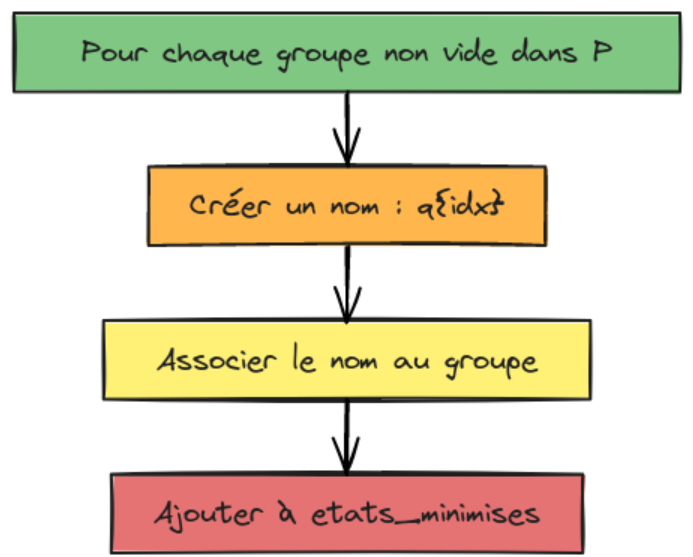 Pour chaque groupe non vide dans P
Créer un nom : q{idx}
Associer le nom au groupe
Ajouter à etats_minimises